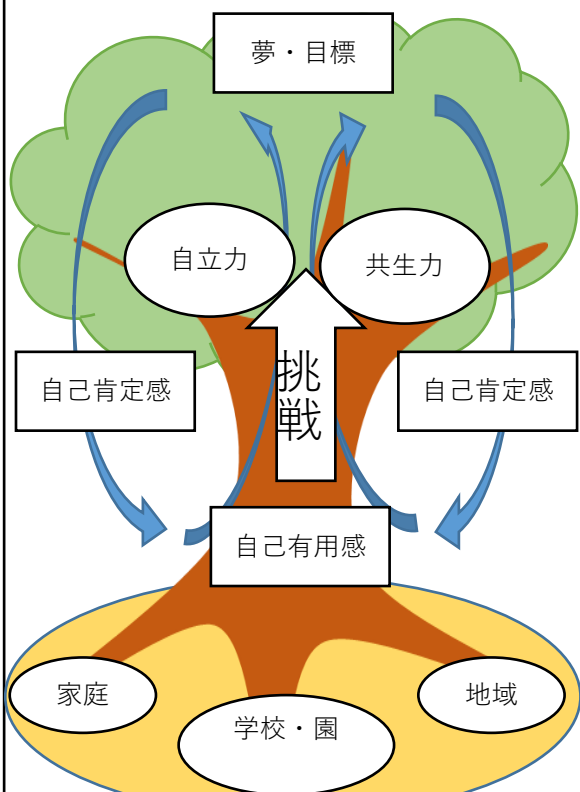 夢・目標
自立力
共生力
挑
戦
自己肯定感
自己肯定感
自己有用感
家庭
学校・園
地域